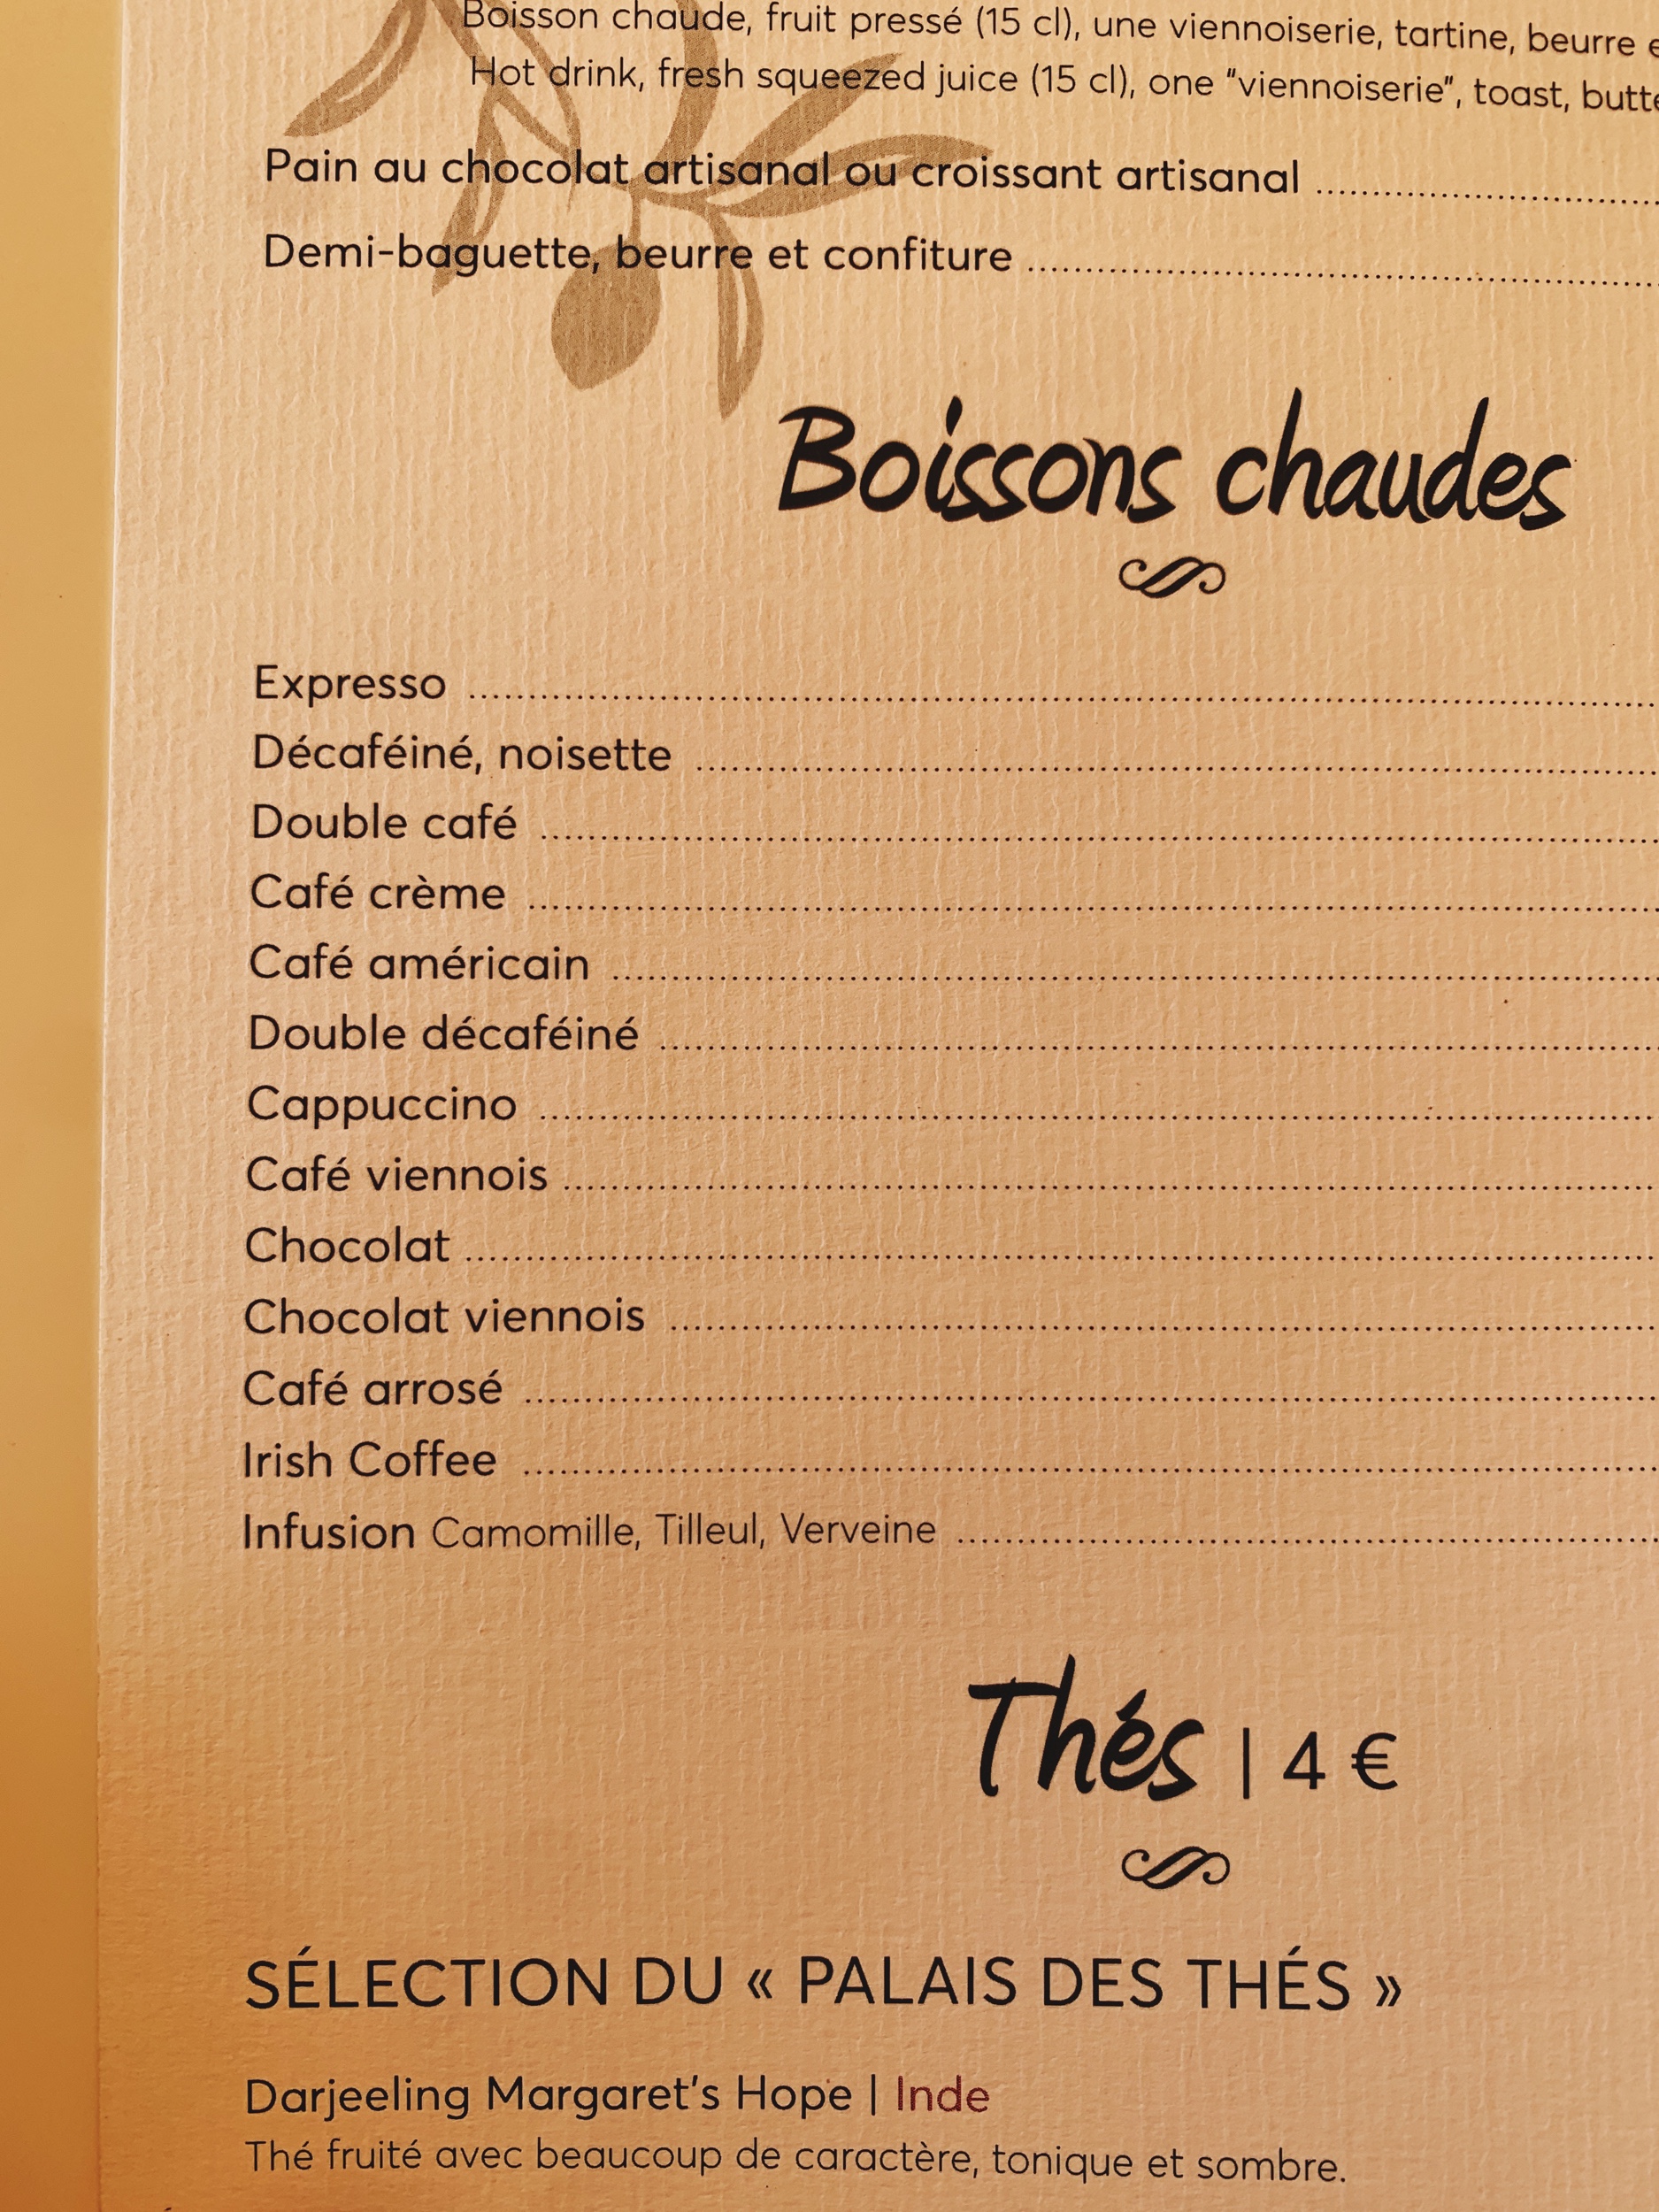 Boisson chaude, fruit pressé (15 cl), une viennoiserie, tartine, beurre
Hot drink, fresh squeezed juice (15 cl), one "viennoiserie", toast,
Pain au chocolat artisanal ou croissant artisanal
Demi-baguette, beurre et confiture
Boissons chaudes
Expresso
Décaféiné, noisette
Double café
Café crème
Café américain
Double décaféiné
Cappuccino
Café viennois
Chocolat
Chocolat viennois
Café arrosé
Irish Coffee
Infusion Camomille, Tilleul, Verveine
Thés | 4 €
SÉLECTION DU « PALAIS DES THÉS »
Darjeeling Margaret's Hope | Inde
Thé fruité avec beaucoup de caractère, tonique et sombre.